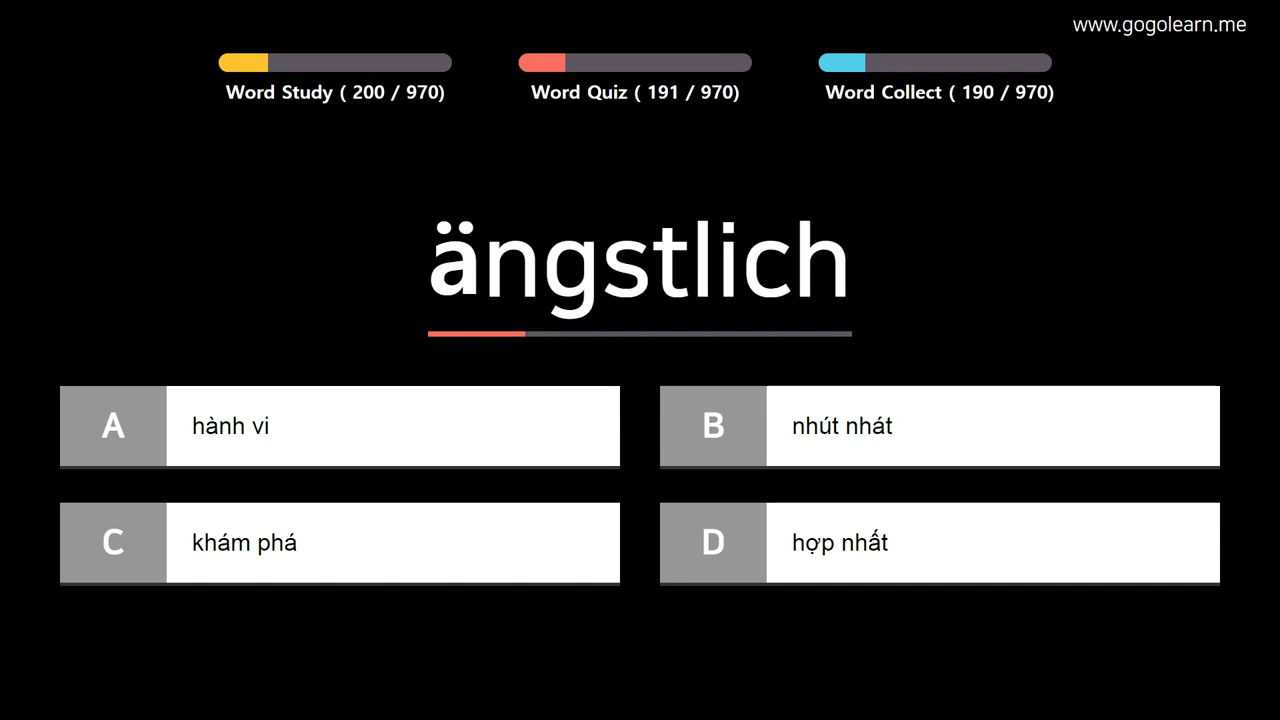 www.gogolearn.me
Word Study ( 200 / 970)
Word Quiz ( 191 / 970)
Word Collect ( 190 / 970)
ängstlich
A hành vi
B nhút nhát
C khám phá
D hợp nhất